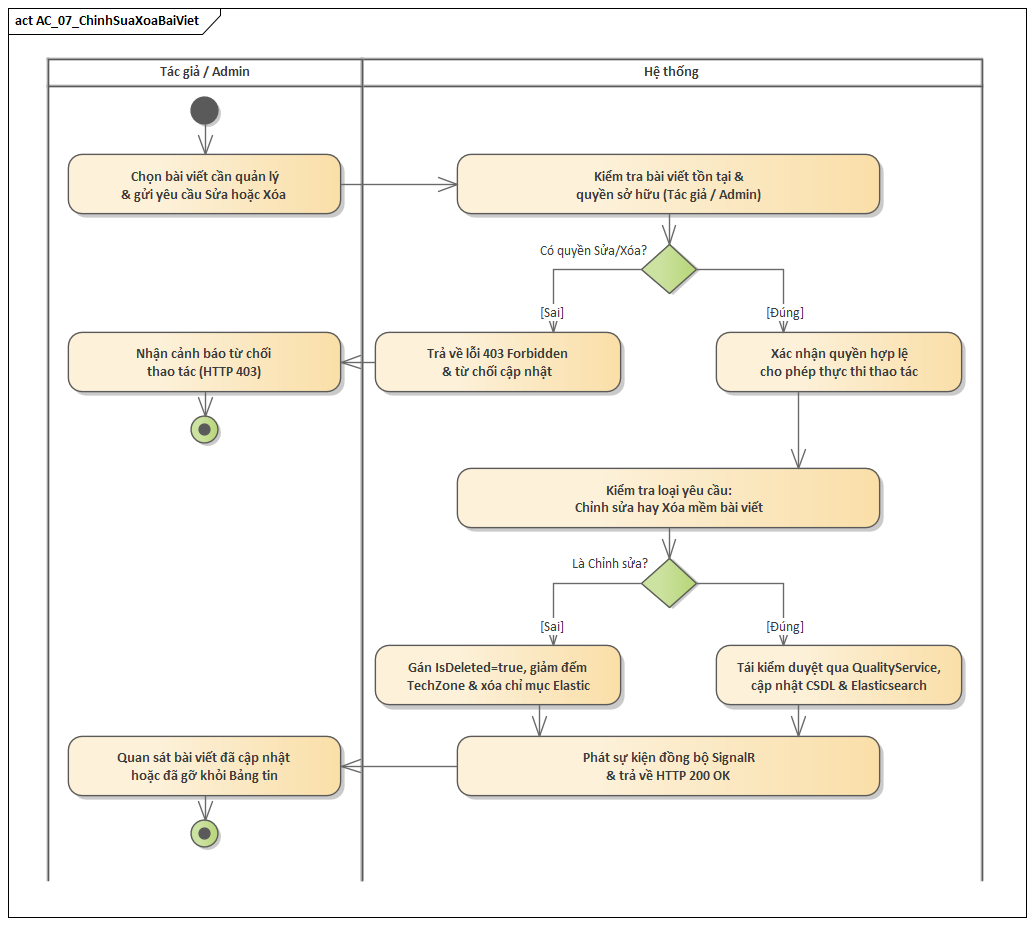 act AC_07_ChinhSuaXoaBaiViet
Tác giả / Admin
Hệ thống
Chọn bài viết cần quản lý
& gửi yêu cầu Sửa hoặc Xóa
Kiểm tra bài viết tồn tại &
quyền sở hữu (Tác giả / Admin)
Có quyền Sửa/Xóa?
[Sai]
[Đúng]
Nhận cảnh báo từ chối
thao tác (HTTP 403)
Trả về lỗi 403 Forbidden
& từ chối cập nhật
Xác nhận quyền hợp lệ
cho phép thực thi thao tác
Kiểm tra loại yêu cầu:
Chỉnh sửa hay Xóa mềm bài viết
Là Chỉnh sửa?
[Sai]
[Đúng]
Gán IsDeleted=true, giảm đếm
TechZone & xóa chỉ mục Elastic
Tái kiểm duyệt qua QualityService,
cập nhật CSDL & Elasticsearch
Quan sát bài viết đã cập nhật
hoặc đã gỡ khỏi Bảng tin
Phát sự kiện đồng bộ SignalR
& trả về HTTP 200 OK